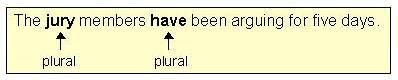 The jury members have been arguing for five days.
plural plural